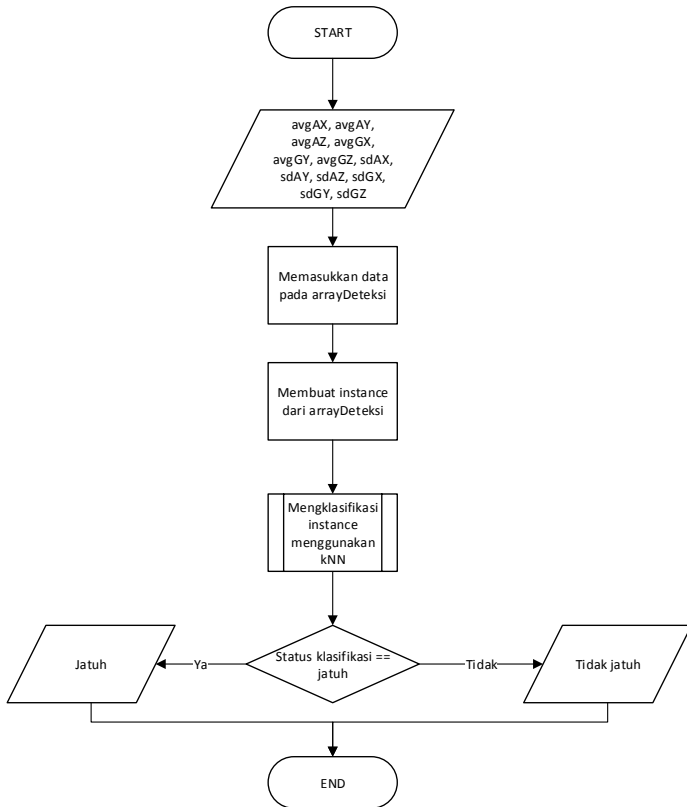 START
avgAX, avgAY,
avgAZ, avgGX,
avgGY, avgGZ, sdAX,
sdAY, sdAZ, sdGX,
sdGY, sdGZ
Memasukkan data
pada arrayDeteksi
Membuat instance
dari arrayDeteksi
Mengklasifikasi
instance
menggunakan
kNN
Status klasifikasi ==
jatuh
Ya
Jatuh
Tidak
Tidak jatuh
END